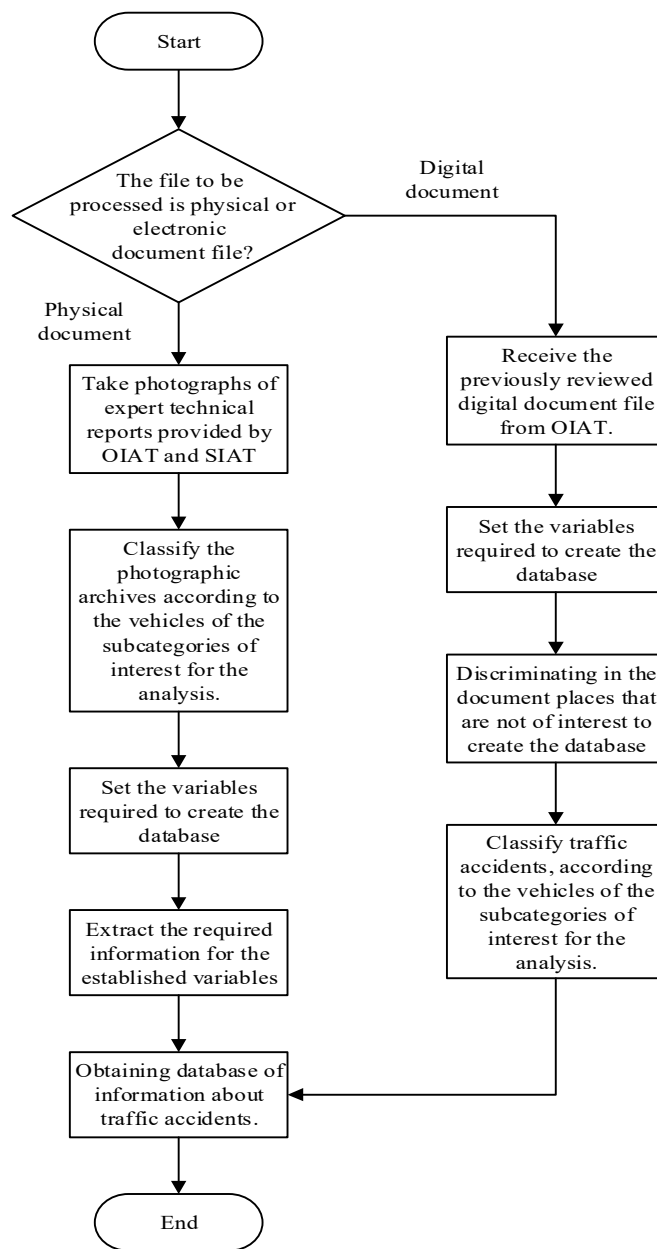 Start
The file to be
processed is physical or
electronic
document file?
Digital
document
Physical
document
Take photographs of
expert technical
reports provided by
OIAT and SIAT
Classify the
photographic
archives according to
the vehicles of the
subcategories of
interest for the
analysis.
Set the variables
required to create the
database
Extract the required
information for the
established variables
Receive the
previously reviewed
digital document file
from OIAT.
Set the variables
required to create the
database
Discriminating in the
document places that
are not of interest to
create the database
Classify traffic
accidents, according
to the vehicles of the
subcategories of
interest for the
analysis.
Obtaining database of
information about
traffic accidents.
End